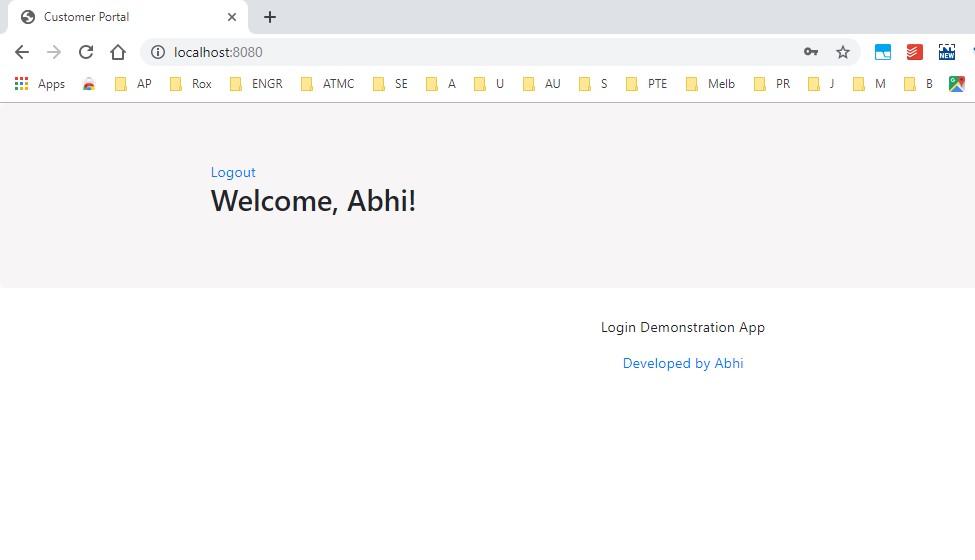 Customer Portal
localhost:8080
NEW
Apps AP Rox ENGR ATMC SE A U AU S PTE Melb PR J M B
Logout
Welcome, Abhi!
Login Demonstration App
Developed by Abhi